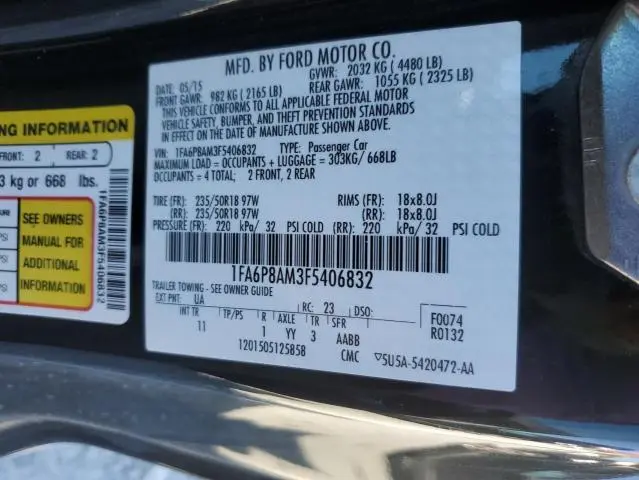 MFD. BY FORD MOTOR CO.
DATE: 05/15 GVWR: 2032 KG ( 4480 LB)
FRONT GAWR: 982 KG ( 2165 LB) REAR GAWR: 1055 KG ( 2325 LB)
THIS VEHICLE CONFORMS TO ALL APPLICABLE FEDERAL MOTOR
VEHICLE SAFETY, BUMPER, AND THEFT PREVENTION STANDARDS
IN EFFECT ON THE DATE OF MANUFACTURE SHOWN ABOVE.
VIN: 1FA6P8AM3F5406832 TYPE: Passenger Car
MAXIMUM LOAD = OCCUPANTS + LUGGAGE = 303KG/ 668LB
OCCUPANTS = 4 TOTAL; 2 FRONT, 2 REAR
TIRE (FR): 235/50R18 97W RIMS (FR): 18x8.0J
(RR): 235/50R18 97W (RR): 18x8.0J
PRESSURE (FR): 220 kPa/ 32 PSI COLD (RR): 220 kPa/ 32 PSI COLD
1FA6P8AM3F5406832
TRAILER TOWING - SEE OWNER GUIDE
EXT PNT: UA RC: 23 DSO:
INT TR TP/PS R AXLE TR SFR
11 1 YY 3 AABB
F0074
R0132
1201505125858 CMC ▽5U5A-5420472-AA
NG INFORMATION
FRONT: 2 REAR: 2
3 kg or 668 lbs.
SURE
PSI
PSI
PSI
SEE OWNERS
MANUAL FOR
ADDITIONAL
INFORMATION
1FA6P8AM3F5406832